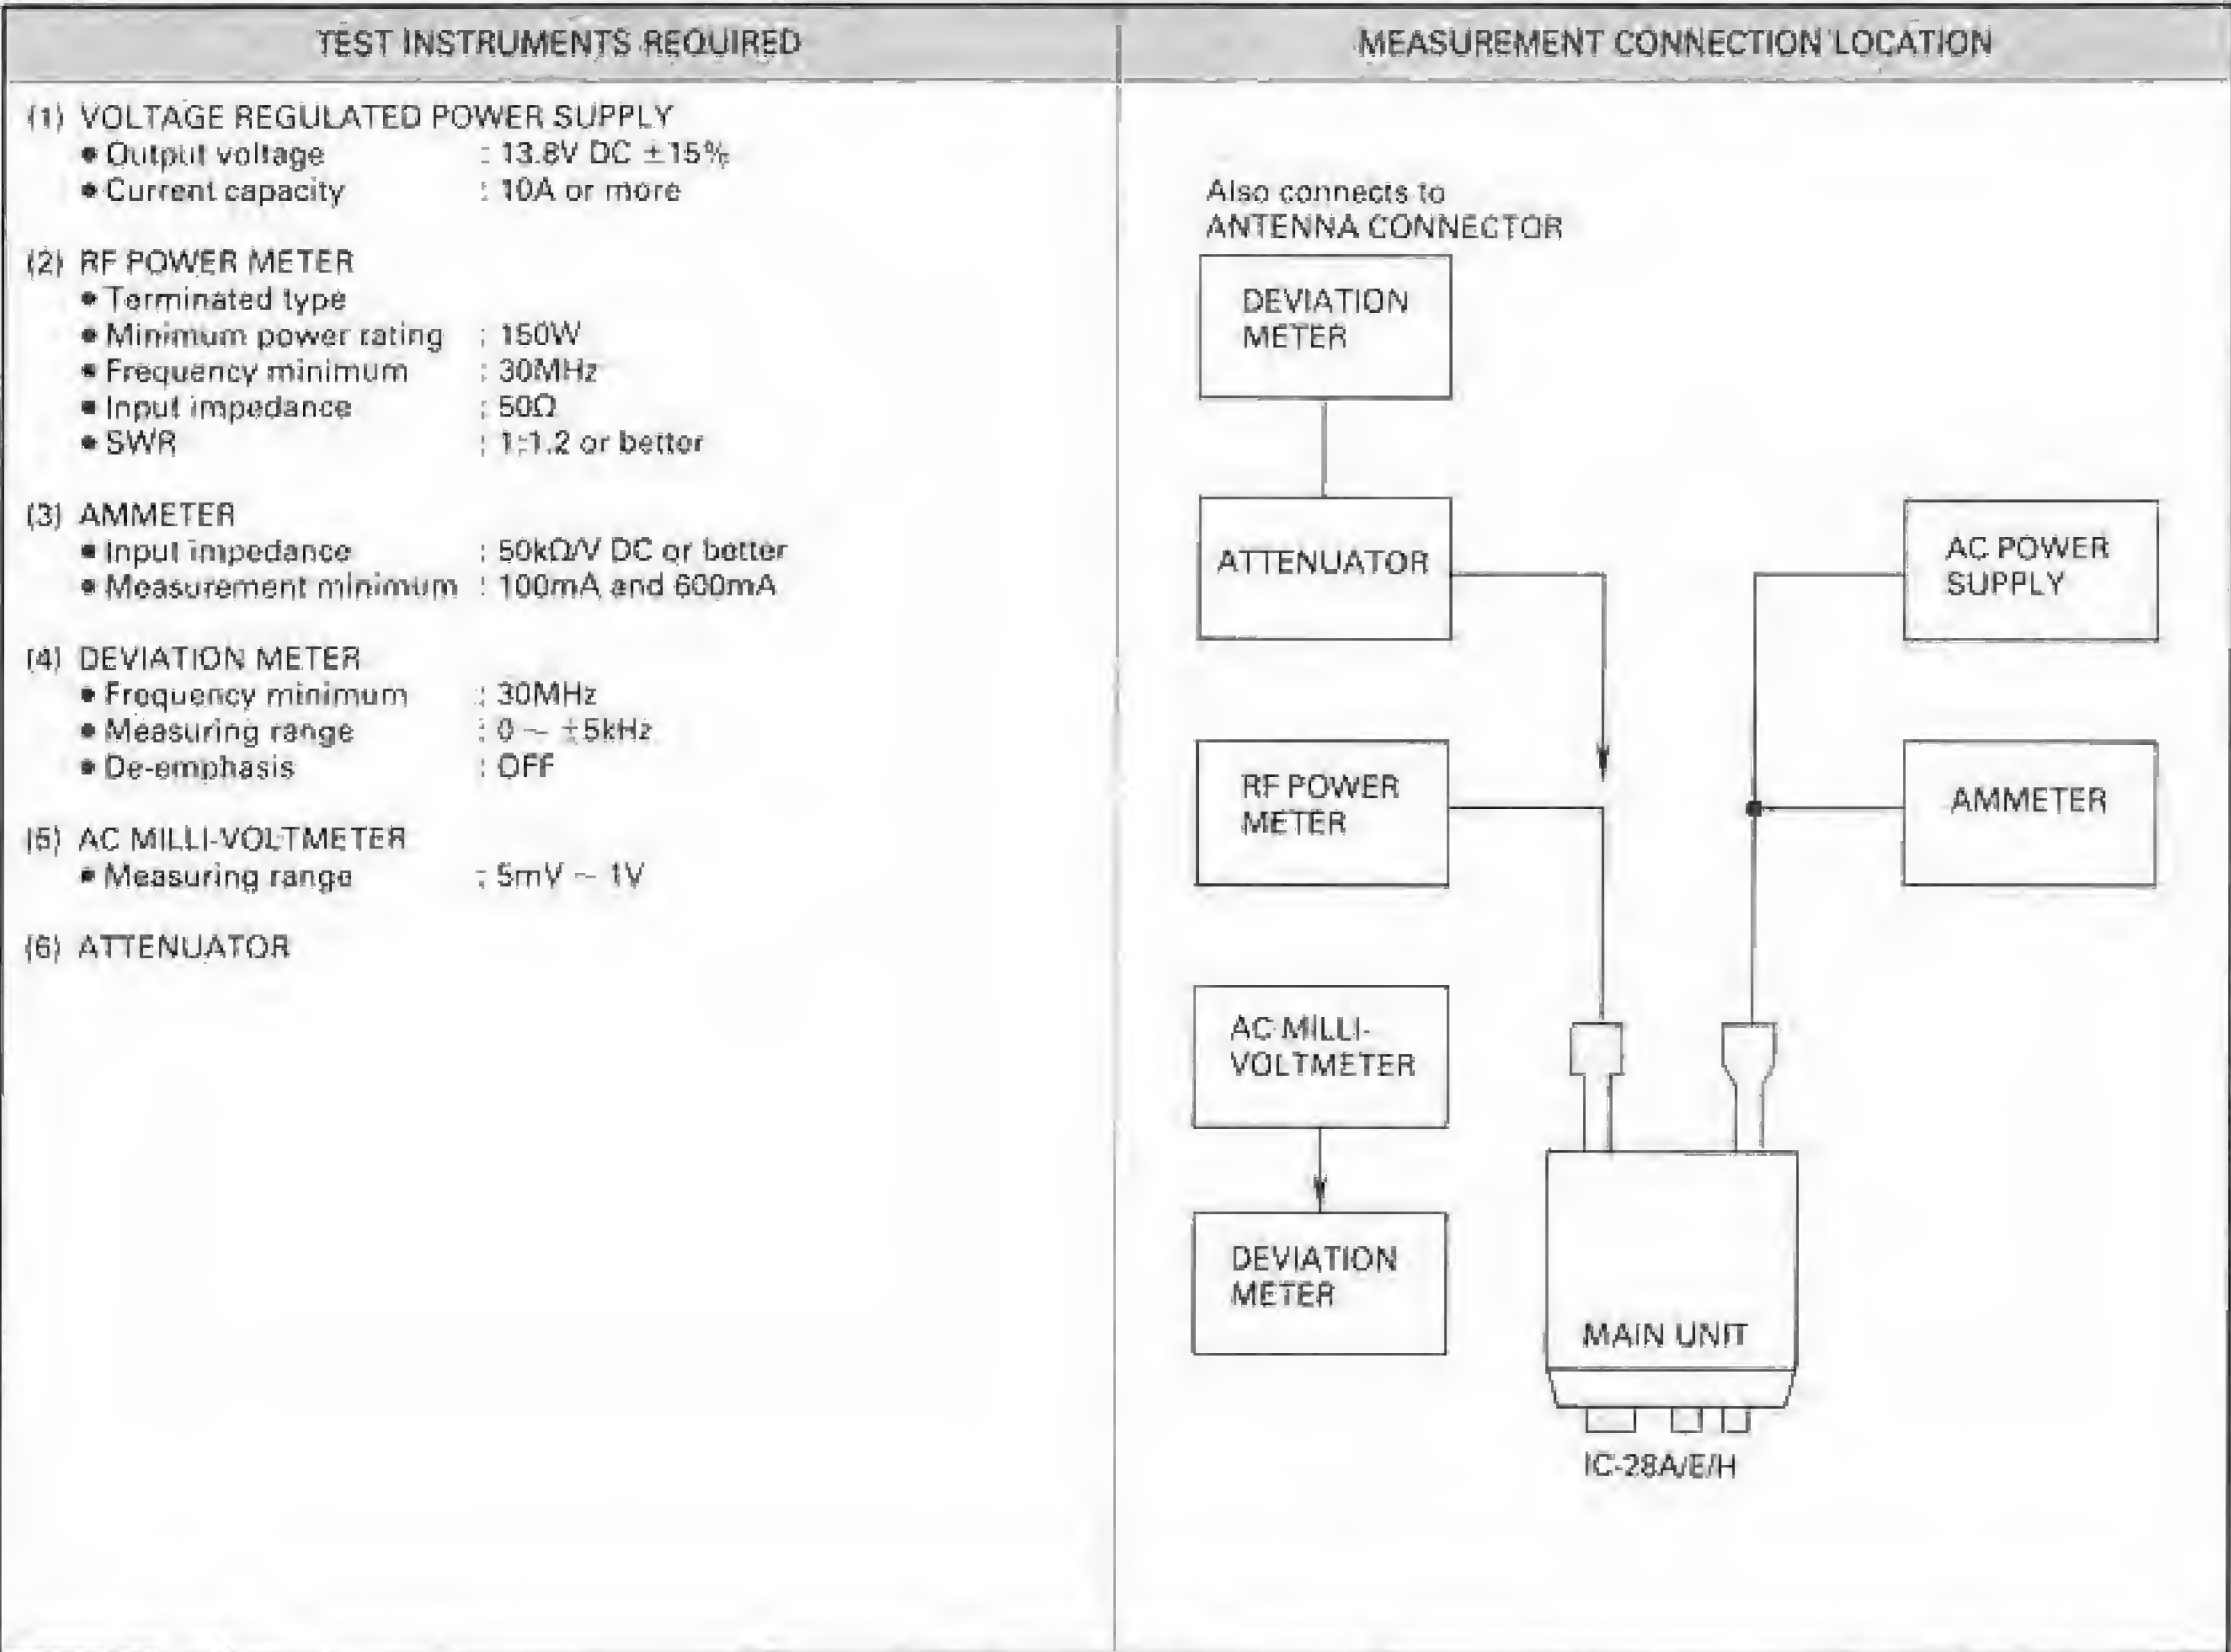 TEST INSTRUMENTS REQUIRED
(1) VOLTAGE REGULATED POWER SUPPLY
● Output voltage : 13.8V DC ±15%
● Current capacity : 10A or more
(2) RF POWER METER
● Terminated type
● Minimum power rating : 150W
● Frequency minimum : 30MHz
● Input impedance : 50Ω
● SWR : 1:1.2 or better
(3) AMMETER
● Input impedance : 50kΩ/V DC or better
● Measurement minimum : 100mA and 600mA
(4) DEVIATION METER
● Frequency minimum : 30MHz
● Measuring range : 0 ~ ±5kHz
● De-emphasis : OFF
(5) AC MILLI-VOLTMETER
● Measuring range : 5mV ~ 1V
(6) ATTENUATOR
MEASUREMENT CONNECTION LOCATION
Also connects to
ANTENNA CONNECTOR
DEVIATION
METER
ATTENUATOR
AC POWER
SUPPLY
RF POWER
METER
AMMETER
AC MILLI-
VOLTMETER
DEVIATION
METER
MAIN UNIT
IC-28A/E/H